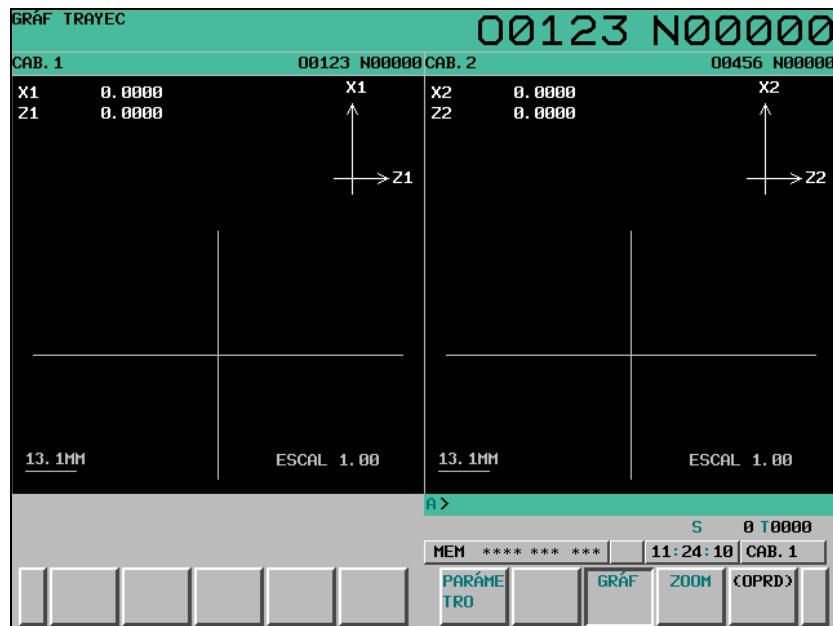 GRÁF TRAYEC
O0123 N00000
CAB. 1 O0123 N00000
X1 0.0000
Z1 0.0000
X1
Z1
13.1MM
ESCAL 1.00
CAB. 2 O0456 N00000
X2 0.0000
Z2 0.0000
X2
Z2
13.1MM
ESCAL 1.00
A>
S 0 T0000
MEM **** *** *** 11:24:10 CAB. 1
PARÁME
TRO
GRÁF
ZOOM
(OPRD)